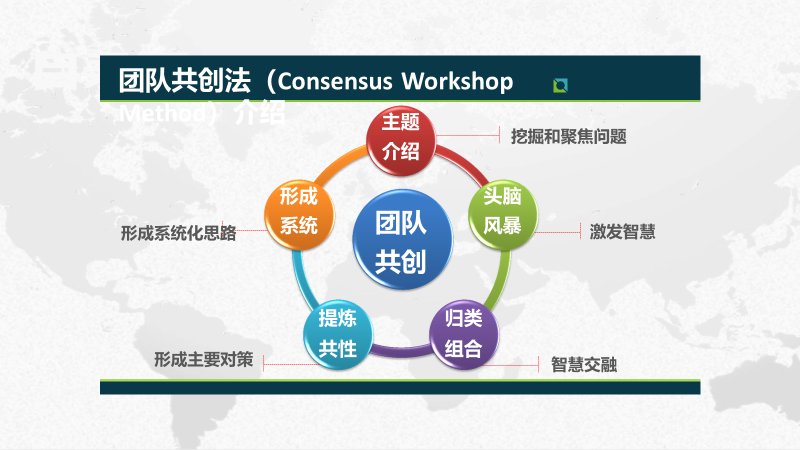 团队共创法（Consensus Workshop
Method）介绍
主题
介绍
挖掘和聚焦问题
形成
系统
头脑
风暴
形成系统化思路
激发智慧
团队
共创
提炼
共性
归类
组合
形成主要对策
智慧交融